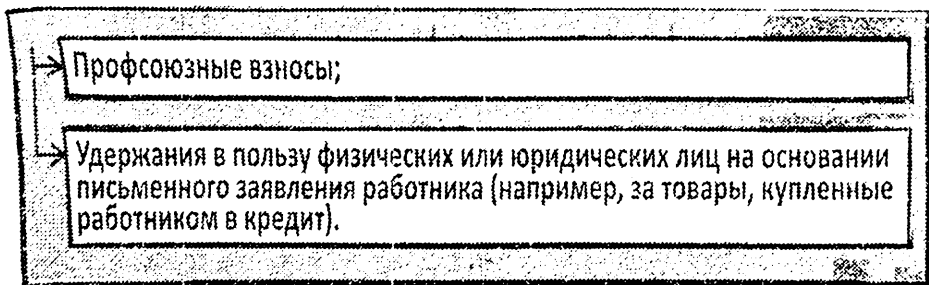 Профсоюзные взносы;
Удержания в пользу физических или юридических лиц на основании
письменного заявления работника (например, за товары, купленные
работником в кредит).